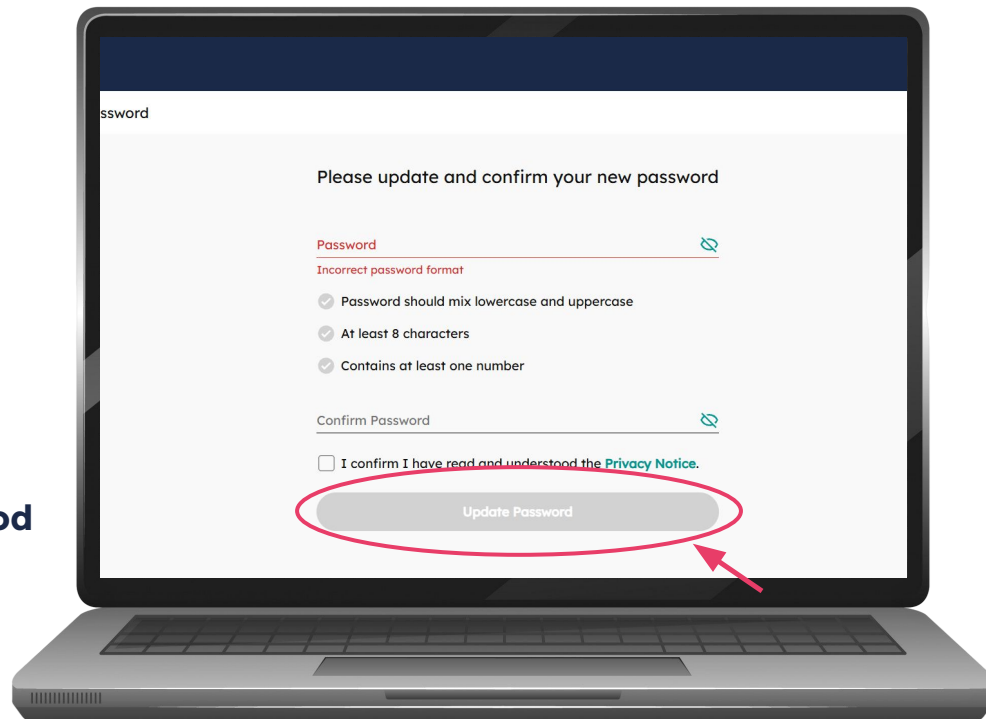 ssword
Please update and confirm your new password
Password
Incorrect password format
Password should mix lowercase and uppercase
At least 8 characters
Contains at least one number
Confirm Password
I confirm I have read and understood the Privacy Notice.
od
Update Password